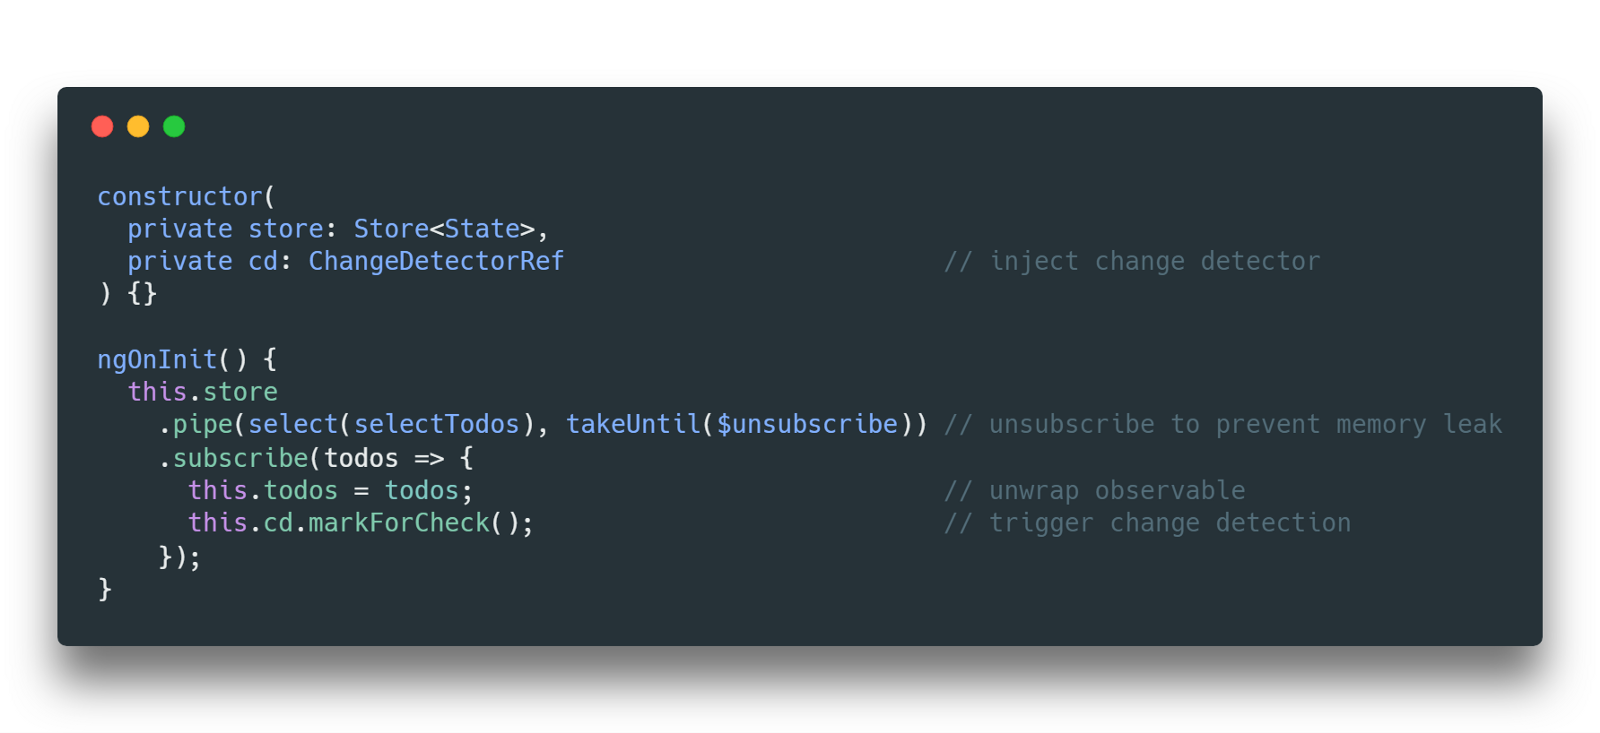 constructor(
  private store: Store<State>,
  private cd: ChangeDetectorRef                         // inject change detector
) {}

ngOnInit() {
  this.store
    .pipe(select(selectTodos), takeUntil($unsubscribe)) // unsubscribe to prevent memory leak
    .subscribe(todos => {
      this.todos = todos;                               // unwrap observable
      this.cd.markForCheck();                           // trigger change detection
    });
}